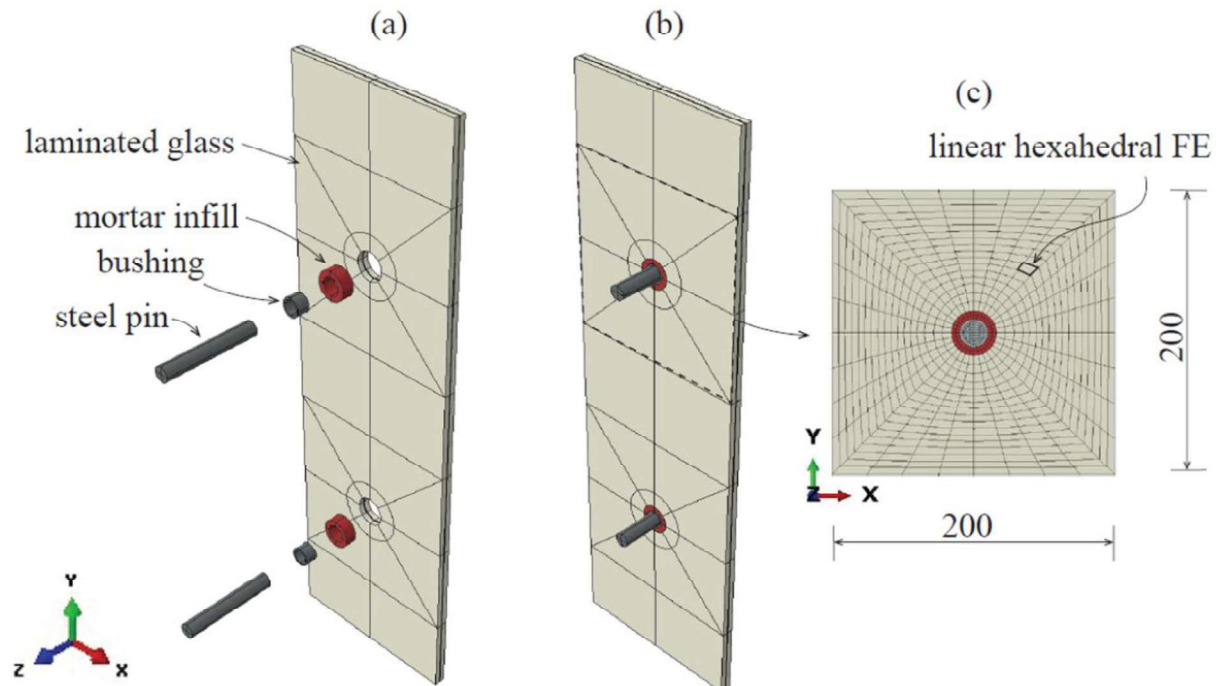 (a)
(b)
(c)
laminated glass
mortar infill
bushing
steel pin
linear hexahedral FE
200
200
Y
Z
X
Y
Z
X